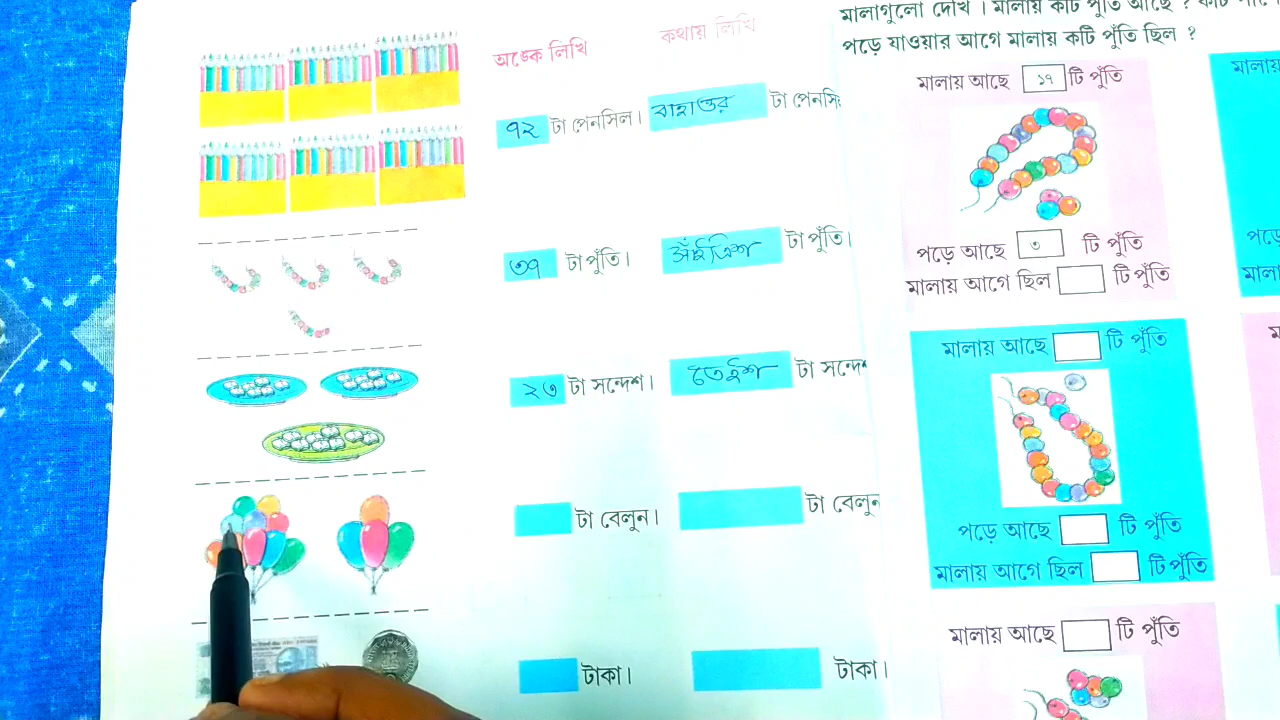 অঙ্কে লিখি
কথায় লিখি
৭২ টা পেনসিল। বাহাত্তর টা পেনসি
৩৭ টা পুঁতি। সাঁইত্রিশ টা পুঁতি।
২৩ টা সন্দেশ। তেইশ টা সন্দে
টা বেলুন। টা বেলুন
টাকা। টাকা।
মালাগুলো দেখি। মালায় কটি পুঁতি আছে ? কটি
পড়ে যাওয়ার আগে মালায় কটি পুঁতি ছিল ?
মালায় আছে ১৭ টি পুঁতি
পড়ে আছে ৩ টি পুঁতি
মালায় আগে ছিল টি পুঁতি
মালায় আছে টি পুঁতি
পড়ে আছে টি পুঁতি
মালায় আগে ছিল টি পুঁতি
মালায় আছে টি পুঁতি
মালায়